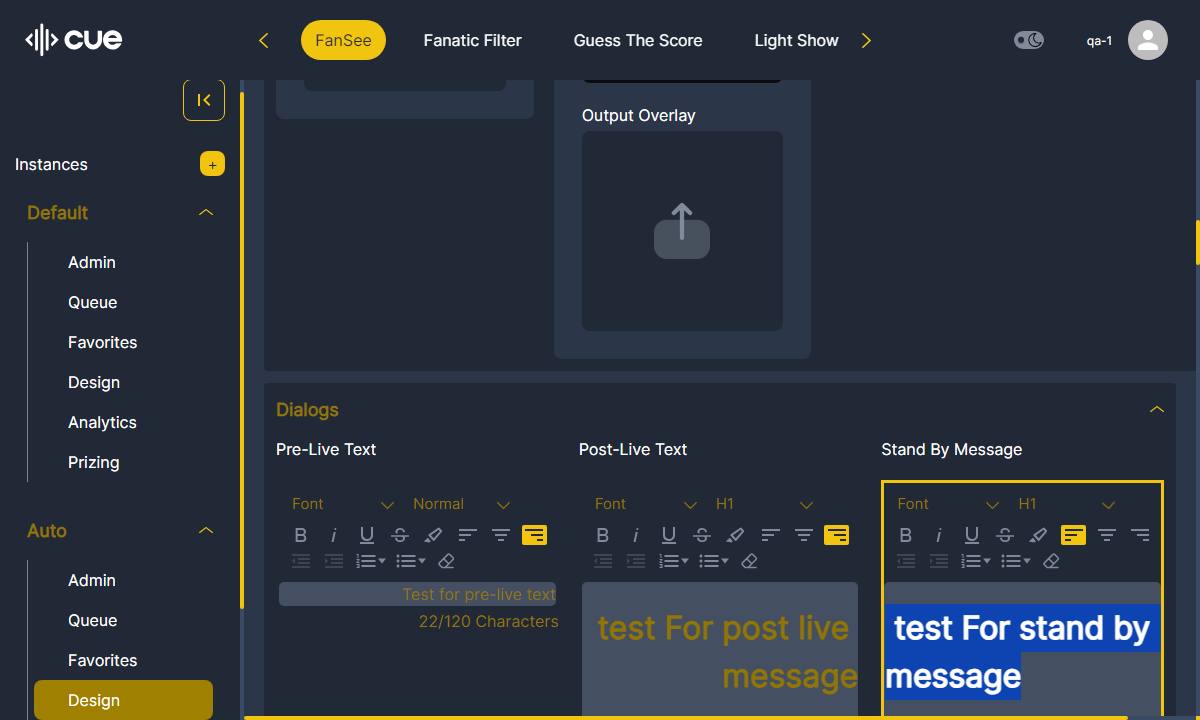 cue
FanSee
Fanatic Filter
Guess The Score
Light Show
qa-1
Instances
+
Default
Admin
Queue
Favorites
Design
Analytics
Prizing
Auto
Admin
Queue
Favorites
Design
Output Overlay
Dialogs
Pre-Live Text
Font
Normal
B i U S
Test for pre-live text
22/120 Characters
Post-Live Text
Font
H1
B i U S
test For post live
message
Stand By Message
Font
H1
B i U S
test For stand by
message